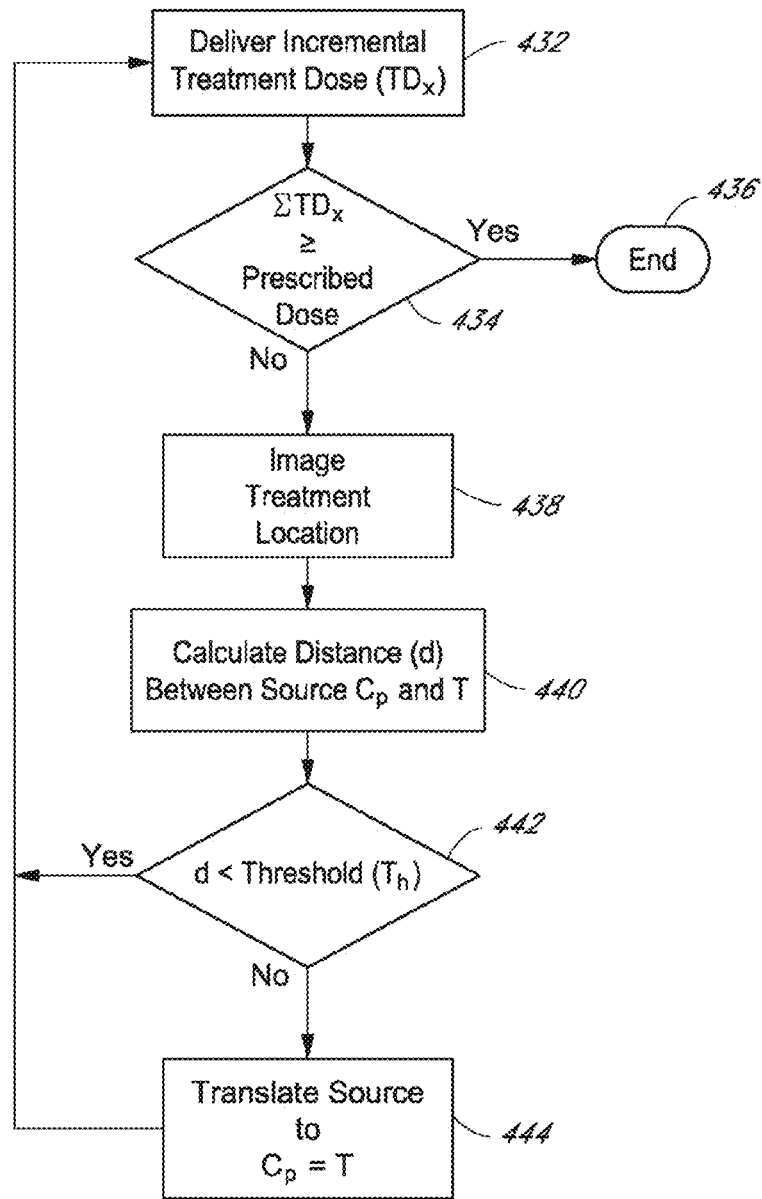 Deliver Incremental
Treatment Dose (TDₓ)
432
ΣTDₓ
≥
Prescribed
Dose
434
Yes
End
436
No
Image
Treatment
Location
438
Calculate Distance (d)
Between Source Cₚ and T
440
d < Threshold (Tₕ)
442
Yes
No
Translate Source
to
Cₚ = T
444